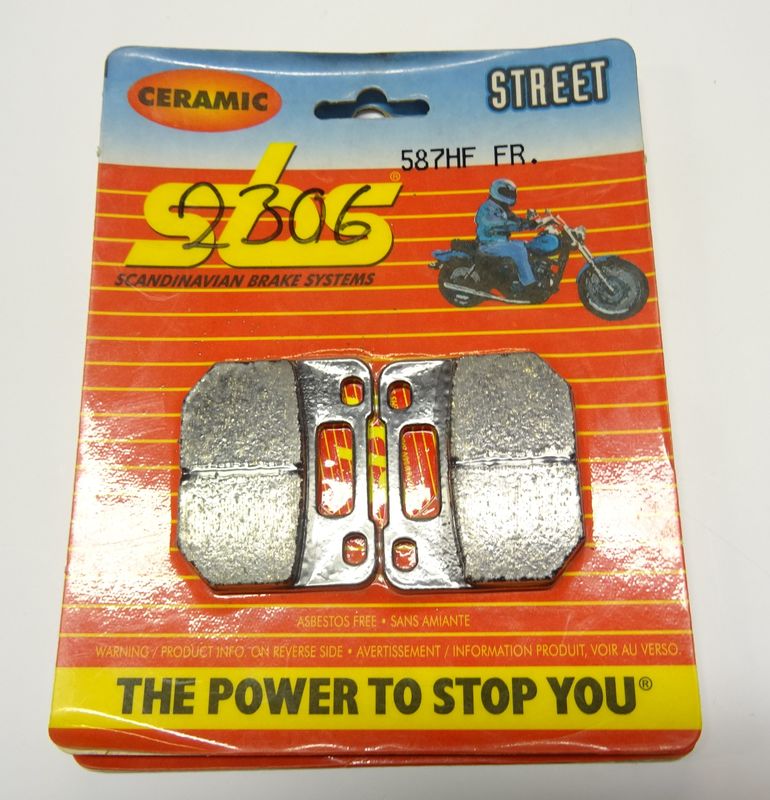 CERAMIC
STREET
587HF FR.
sbs®
2306
SCANDINAVIAN BRAKE SYSTEMS
ASBESTOS FREE • SANS AMIANTE
WARNING / PRODUCT INFO. ON REVERSE SIDE • AVERTISSEMENT / INFORMATION PRODUIT, VOIR AU VERSO.
THE POWER TO STOP YOU®